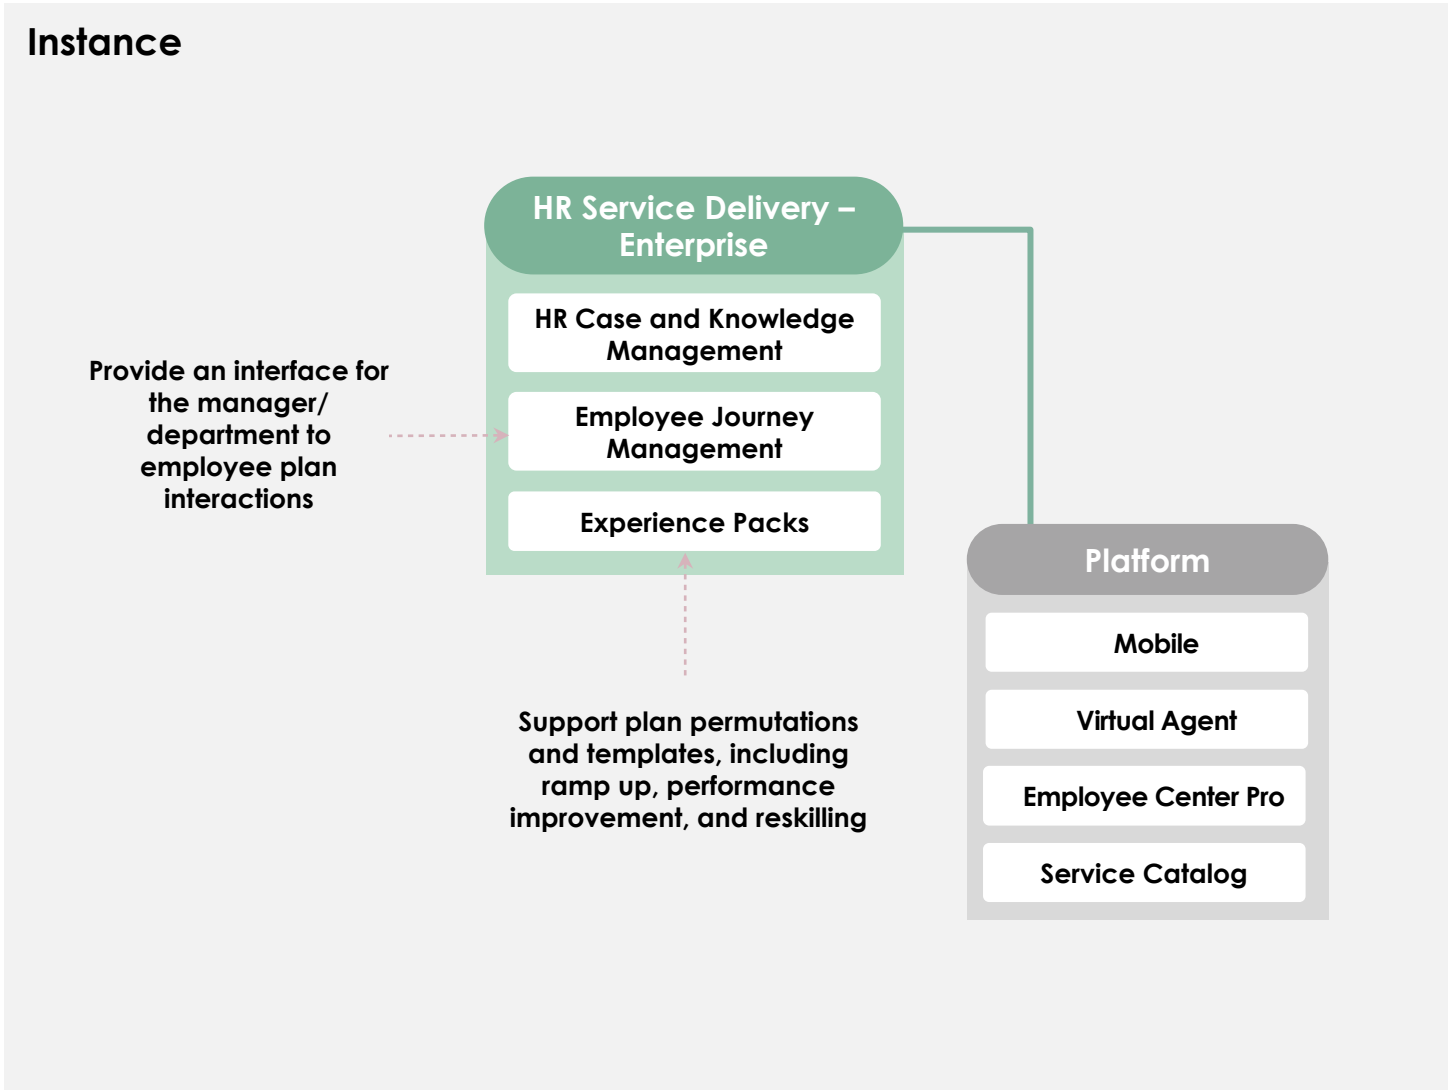 Instance
HR Service Delivery –
Enterprise
HR Case and Knowledge
Management
Employee Journey
Management
Experience Packs
Provide an interface for
the manager/
department to
employee plan
interactions
Support plan permutations
and templates, including
ramp up, performance
improvement, and reskilling
Platform
Mobile
Virtual Agent
Employee Center Pro
Service Catalog